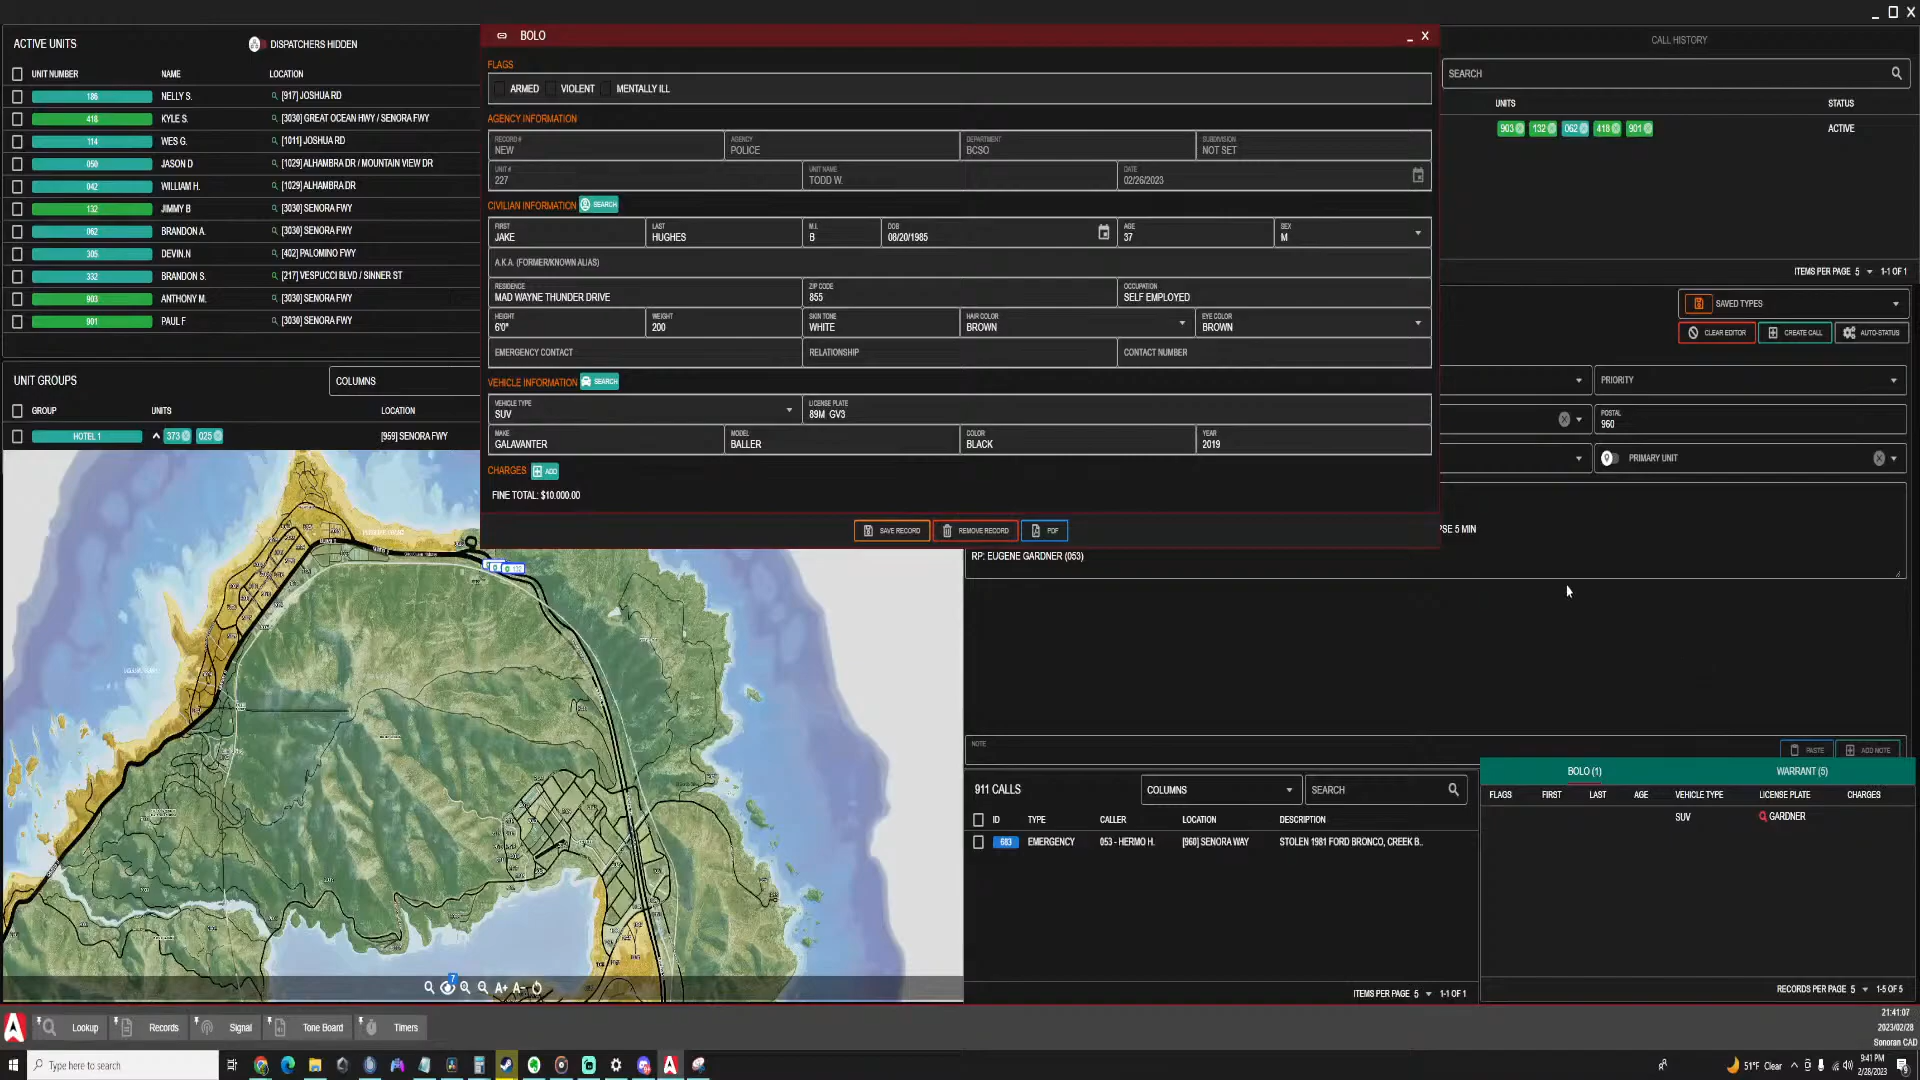 ACTIVE UNITS
DISPATCHERS HIDDEN
UNIT NUMBER NAME LOCATION
186 NELLY S. [917] JOSHUA RD
418 KYLE S. [3030] GREAT OCEAN HWY / SENORA FWY
114 WES G. [1011] JOSHUA RD
050 JASON D [1029] ALHAMBRA DR / MOUNTAIN VIEW DR
042 WILLIAM H. [1029] ALHAMBRA DR
132 JIMMY B [3030] SENORA FWY
062 BRANDON A. [3030] SENORA FWY
305 DEVIN.N [402] PALOMINO FWY
332 BRANDON S. [217] VESPUCCI BLVD / SINNER ST
903 ANTHONY M. [3030] SENORA FWY
901 PAUL F [3030] SENORA FWY
UNIT GROUPS
COLUMNS
GROUP UNITS LOCATION
HOTEL 1 373 025 [959] SENORA FWY
BOLO
FLAGS
ARMED VIOLENT MENTALLY ILL
AGENCY INFORMATION
RECORD # AGENCY DEPARTMENT SUBDIVISION
NEW POLICE BCSO NOT SET
UNIT # UNIT NAME DATE
227 TODD W. 02/26/2023
CIVILIAN INFORMATION SEARCH
FIRST LAST M.I. DOB AGE SEX
JAKE HUGHES B 08/20/1985 37 M
A.K.A. (FORMER/KNOWN ALIAS)
RESIDENCE ZIP CODE OCCUPATION
MAD WAYNE THUNDER DRIVE 855 SELF EMPLOYED
HEIGHT WEIGHT SKIN TONE HAIR COLOR EYE COLOR
6'0" 200 WHITE BROWN BROWN
EMERGENCY CONTACT RELATIONSHIP CONTACT NUMBER
VEHICLE INFORMATION SEARCH
VEHICLE TYPE LICENSE PLATE
SUV 89M GV3
MAKE MODEL COLOR YEAR
GALAVANTER BALLER BLACK 2019
CHARGES ADD
FINE TOTAL: $10.000.00
SAVE RECORD REMOVE RECORD PDF
CALL HISTORY
SEARCH
UNITS STATUS
903 132 062 418 901 ACTIVE
ITEMS PER PAGE 5 1-1 OF 1
SAVED TYPES
CLEAR EDITOR CREATE CALL AUTO-STATUS
PRIORITY
POSTAL
960
PRIMARY UNIT
PSE 5 MIN
RP: EUGENE GARDNER (053)
NOTE
PASTE ADD NOTE
911 CALLS
COLUMNS
SEARCH
ID TYPE CALLER LOCATION DESCRIPTION
683 EMERGENCY 053 - HERMO H. [960] SENORA WAY STOLEN 1981 FORD BRONCO, CREEK B..
ITEMS PER PAGE 5 1-1 OF 1
BOLO (1) WARRANT (5)
FLAGS FIRST LAST AGE VEHICLE TYPE LICENSE PLATE CHARGES
SUV GARDNER
RECORDS PER PAGE 5 1-5 OF 5
7
A+ A-
Lookup Records Signal Tone Board Timers
21:41:07
2023/02/28
Sonoran CAD
Type here to search
51°F Clear
9:41 PM
2/28/2023